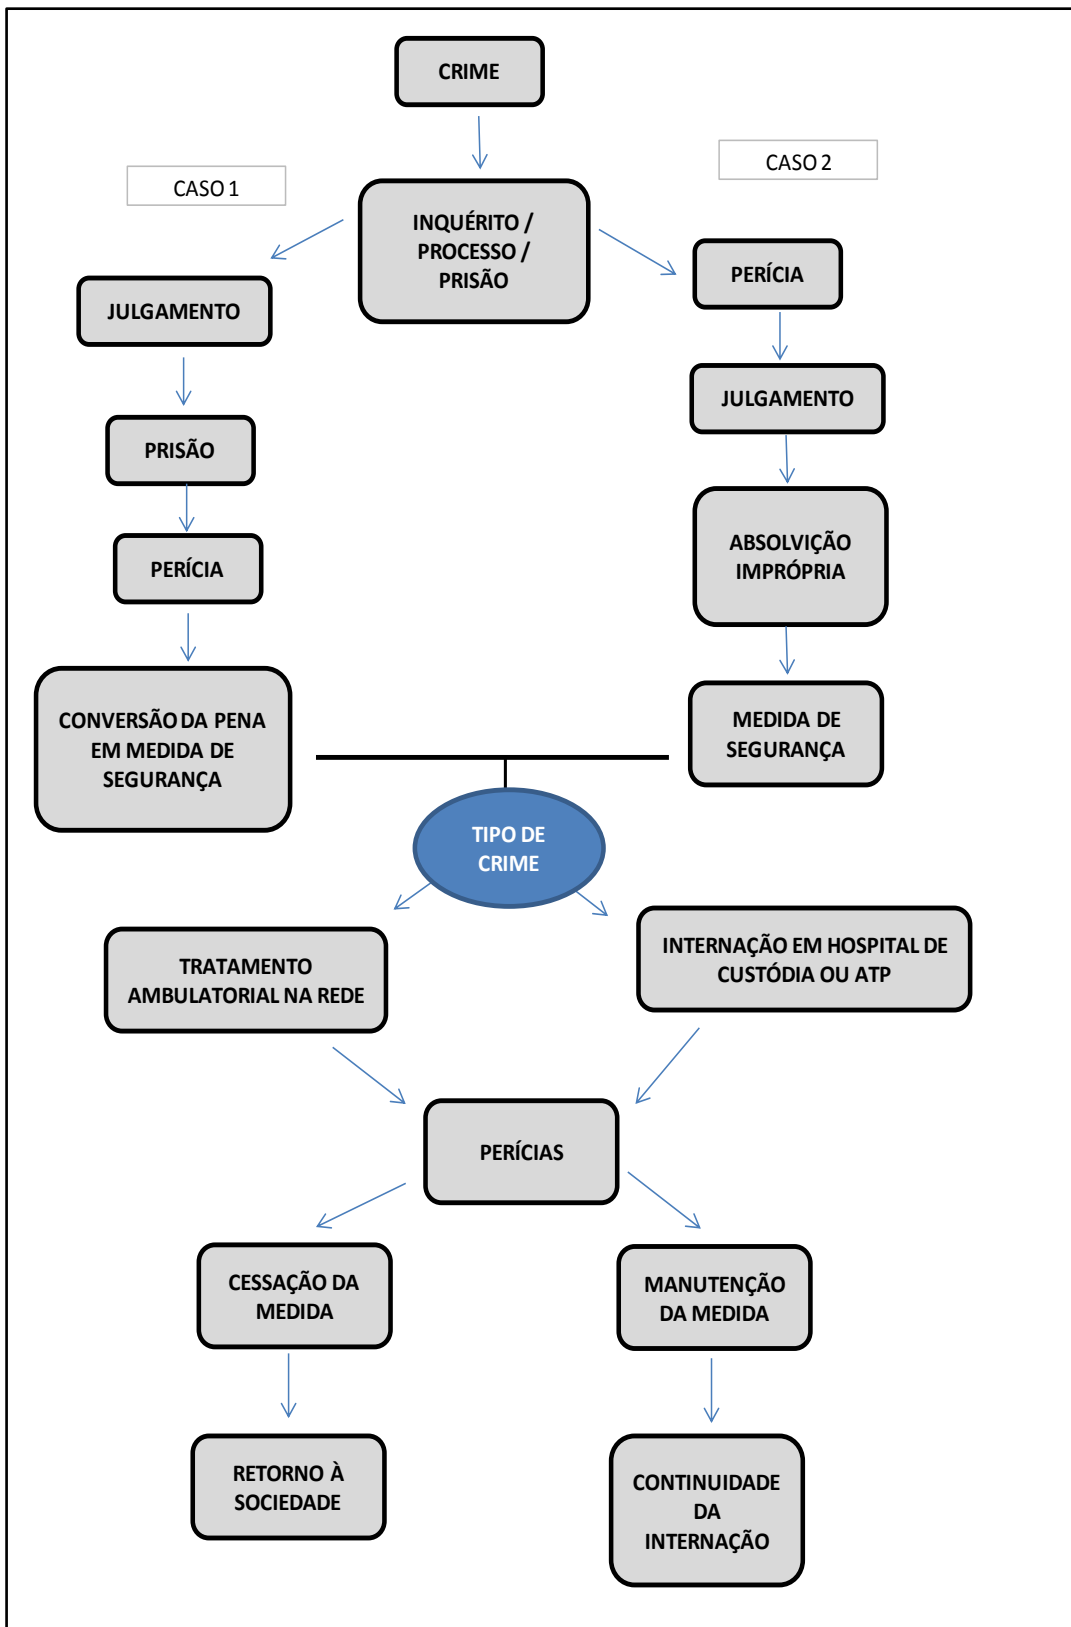 CRIME
CASO 1
CASO 2
INQUÉRITO /
PROCESSO /
PRISÃO
PERÍCIA
JULGAMENTO
JULGAMENTO
PRISÃO
ABSOLVIÇÃO
IMPRÓPRIA
PERÍCIA
CONVERSÃO DA PENA
EM MEDIDA DE
SEGURANÇA
MEDIDA DE
SEGURANÇA
TIPO DE
CRIME
TRATAMENTO
AMBULATORIAL NA REDE
INTERNAÇÃO EM HOSPITAL DE
CUSTÓDIA OU ATP
PERÍCIAS
CESSAÇÃO DA
MEDIDA
MANUTENÇÃO
DA MEDIDA
RETORNO À
SOCIEDADE
CONTINUIDADE
DA
INTERNAÇÃO